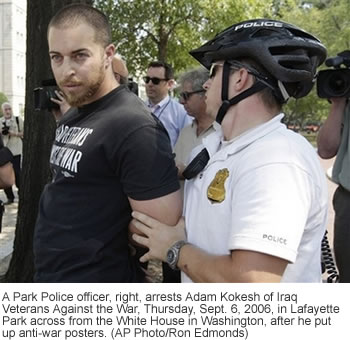 POLICE
VETERANS
WAR
POLICE
A Park Police officer, right, arrests Adam Kokesh of Iraq
Veterans Against the War, Thursday, Sept. 6, 2006, in Lafayette
Park across from the White House in Washington, after he put
up anti-war posters. (AP Photo/Ron Edmonds)